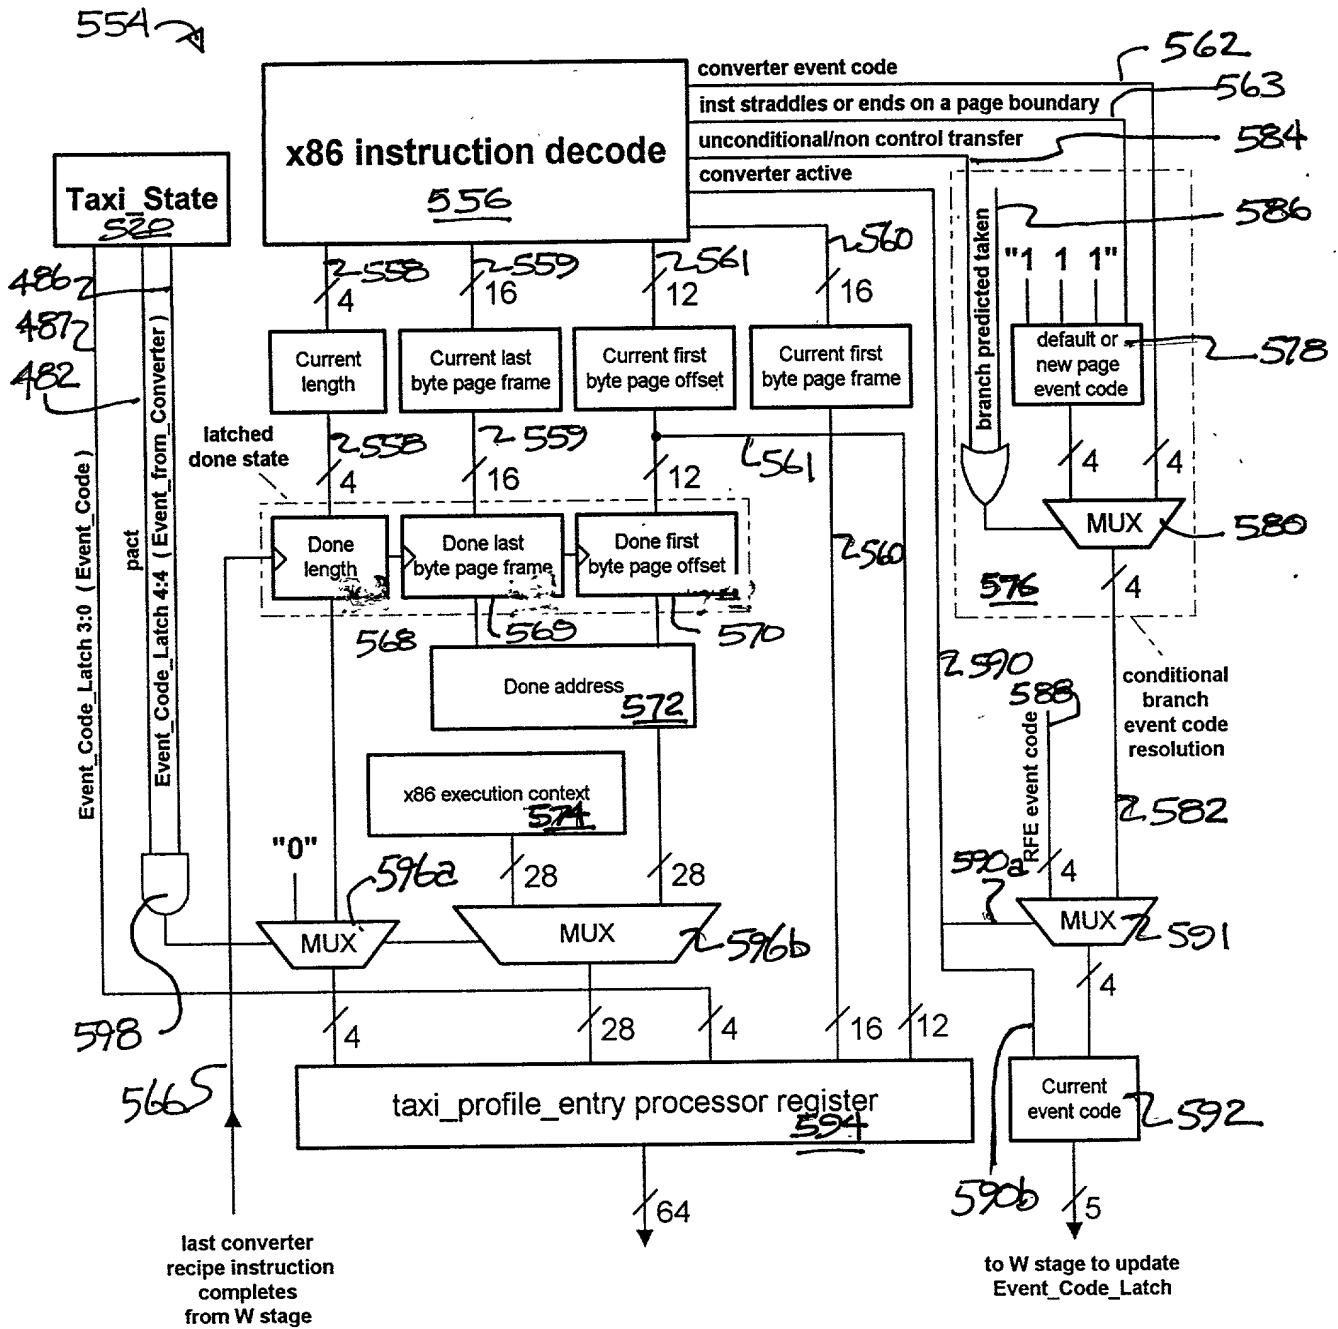 554
562
converter event code
563
inst straddles or ends on a page boundary
584
unconditional/non control transfer
converter active
x86 instruction decode
556
Taxi_State
520
586
"1 1 1"
branch predicted taken
486
487
482
558
559
561
560
4
16
12
16
Current length
Current last byte page frame
Current first byte page offset
Current first byte page frame
default or new page event code
578
latched done state
558
559
561
4
16
12
4
4
Event_Code_Latch 3:0 ( Event_Code )
pact
Event_Code_Latch 4:4 ( Event_from_Converter )
Done length
Done last byte page frame
Done first byte page offset
560
MUX
580
576
4
568
569
570
Done address
572
590
588
RFE event code
conditional branch event code resolution
582
x86 execution context
574
"0"
596a
28
28
590a
4
MUX
MUX
596b
MUX
591
4
598
4
28
4
16
12
566
taxi_profile_entry processor register
594
Current event code
592
590b
64
5
last converter
recipe instruction
completes
from W stage
to W stage to update
Event_Code_Latch